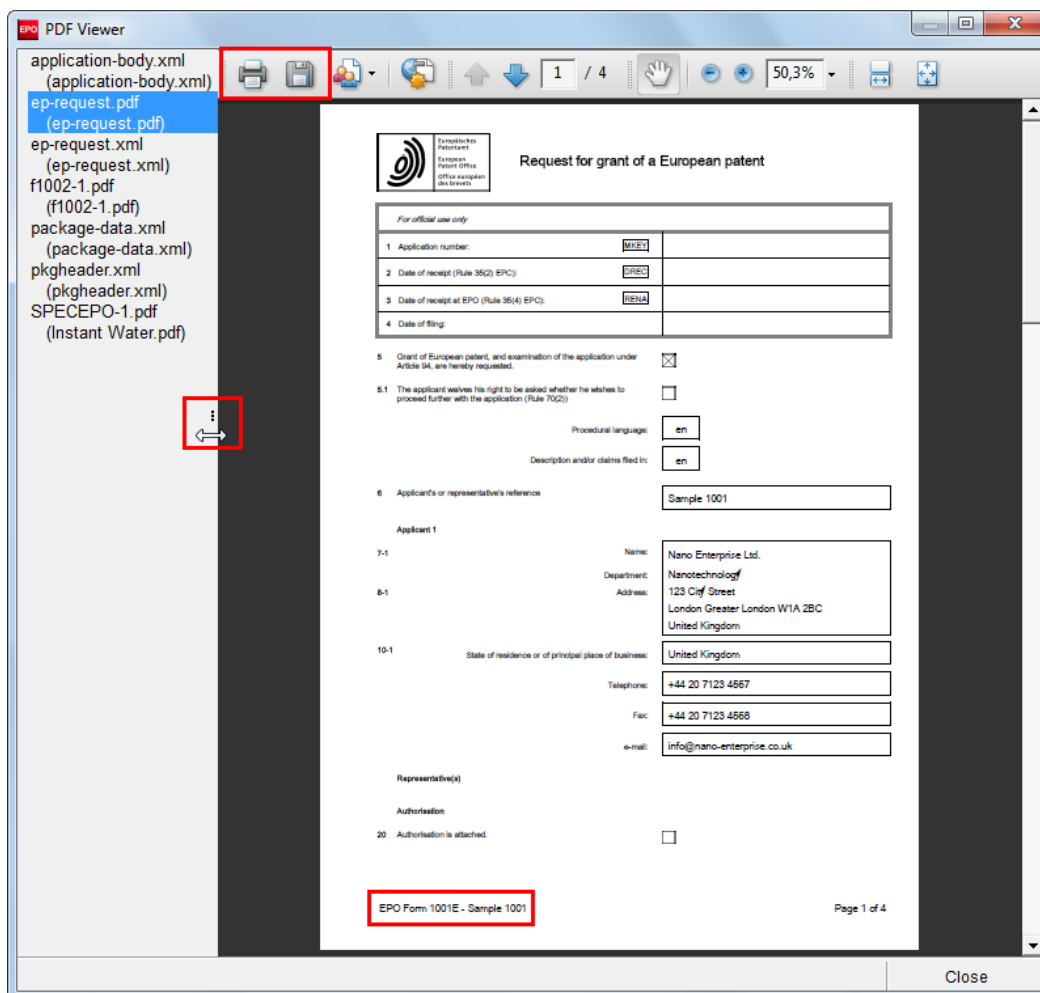 EPO PDF Viewer
application-body.xml
(application-body.xml)
ep-request.pdf
(ep-request.pdf)
ep-request.xml
(ep-request.xml)
f1002-1.pdf
(f1002-1.pdf)
package-data.xml
(package-data.xml)
pkgheader.xml
(pkgheader.xml)
SPECEPO-1.pdf
(Instant Water.pdf)
1 / 4 50,3%
Europäisches
Patentamt
European
Patent Office
Office européen
des brevets
Request for grant of a European patent
For official use only
1 Application number: MKEY
2 Date of receipt (Rule 35(2) EPC): DREC
3 Date of receipt at EPO (Rule 35(4) EPC): RENA
4 Date of filing:
5 Grant of European patent, and examination of the application under
Article 94, are hereby requested.
5.1 The applicant waives his right to be asked whether he wishes to
proceed further with the application (Rule 70(2))
Procedural language: en
Description and/or claims filed in: en
6 Applicant's or representative's reference Sample 1001
Applicant 1
7-1 Name: Nano Enterprise Ltd.
Department: Nanotechnology
8-1 Address: 123 City Street
London Greater London W1A 2BC
United Kingdom
10-1 State of residence or of principal place of business: United Kingdom
Telephone: +44 20 7123 4567
Fax: +44 20 7123 4568
e-mail: info@nano-enterprise.co.uk
Representative(s)
Authorisation
20 Authorisation is attached.
EPO Form 1001E - Sample 1001 Page 1 of 4
Close